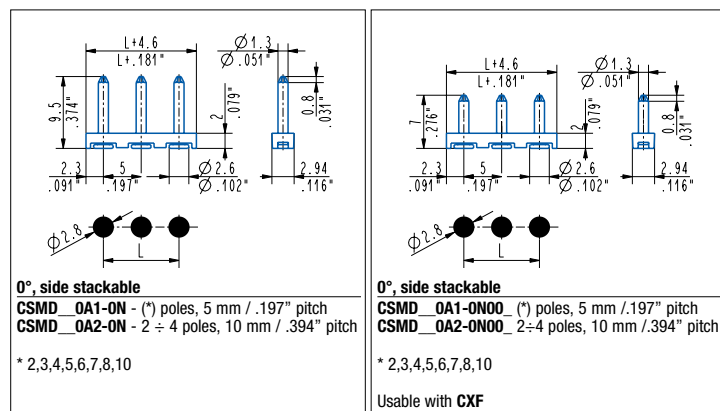 L+4.6
L+.181"
Ø1.3
Ø.051"
9.5
.374"
2
.079"
0.8
.031"
2.3
.091"
5
.197"
Ø2.6
Ø.102"
2.94
.116"
Ø2.8
L
0°, side stackable
CSMD__0A1-0N - (*) poles, 5 mm / .197” pitch
CSMD__0A2-0N - 2 ÷ 4 poles, 10 mm / .394” pitch
* 2,3,4,5,6,7,8,10
L+4.6
L+.181"
Ø1.3
Ø.051"
7
.276"
2
.079"
0.8
.031"
2.3
.091"
5
.197"
Ø2.6
Ø.102"
2.94
.116"
Ø2.8
L
0°, side stackable
CSMD__0A1-0N00_ (*) poles, 5 mm /.197” pitch
CSMD__0A2-0N00_ 2÷4 poles, 10 mm /.394” pitch
* 2,3,4,5,6,7,8,10
Usable with CXF